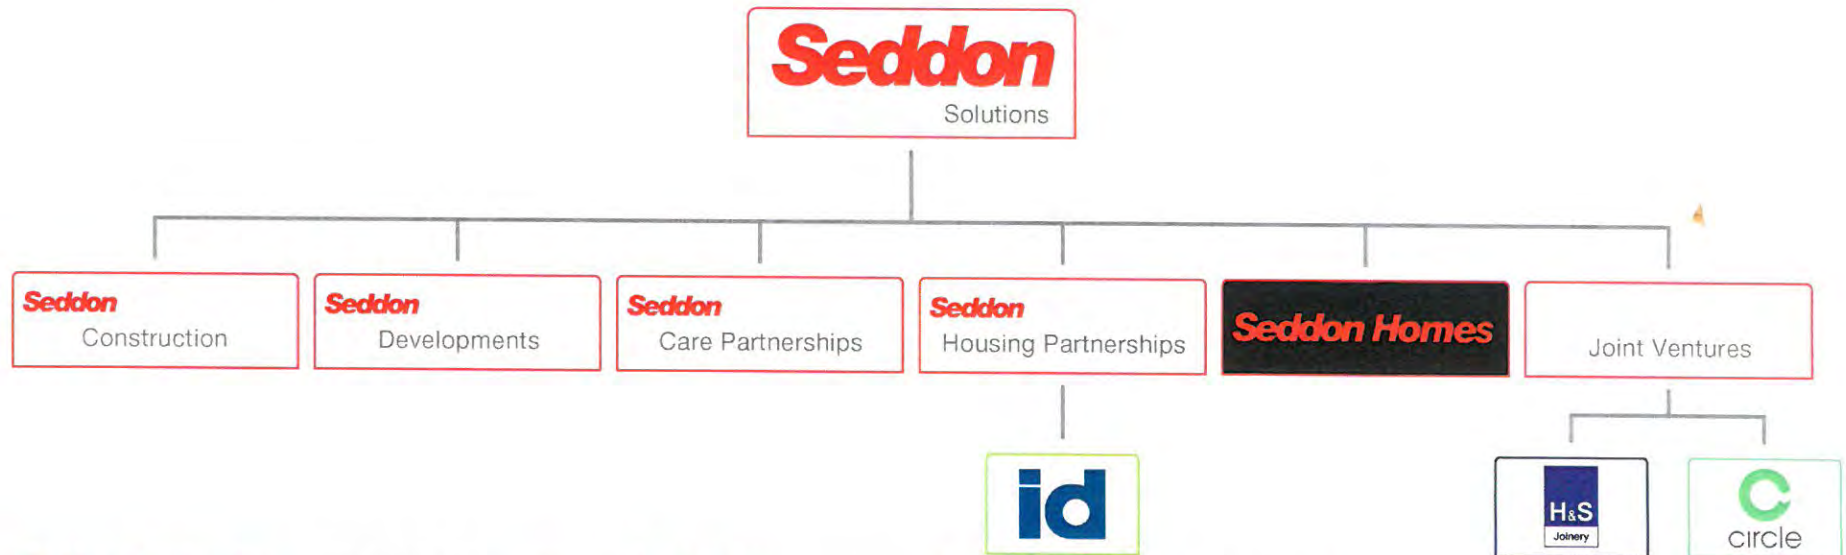 Seddon
Solutions
Seddon
Construction
Seddon
Developments
Seddon
Care Partnerships
Seddon
Housing Partnerships
Seddon Homes
Joint Ventures
id
H&S
Joinery
circle